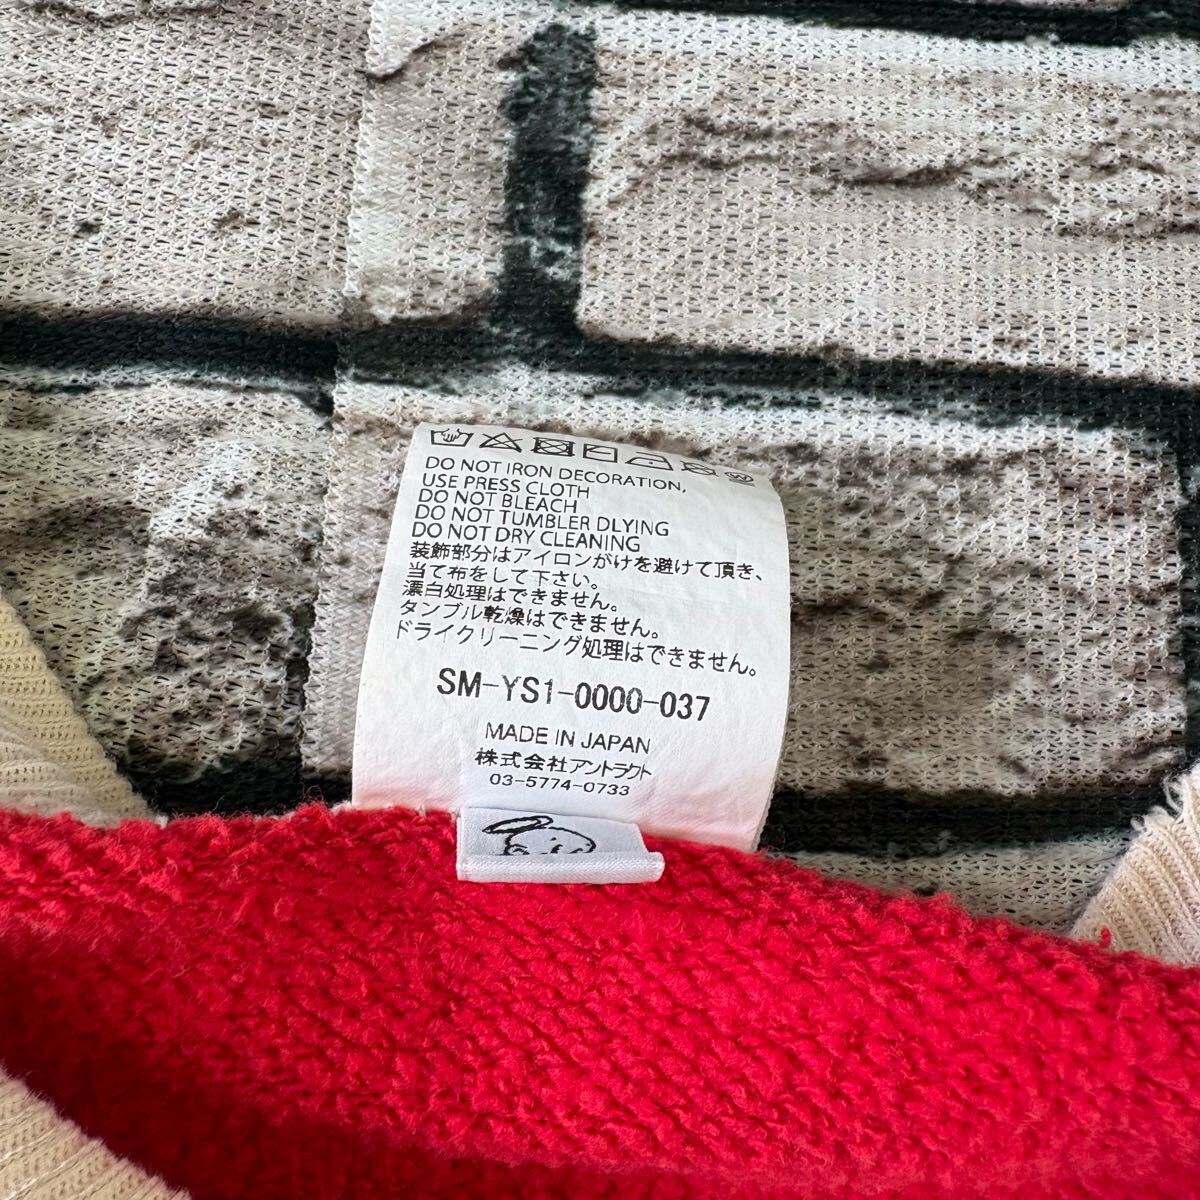 DO NOT IRON DECORATION,
USE PRESS CLOTH
DO NOT BLEACH
DO NOT TUMBLER DLYING
DO NOT DRY CLEANING
装飾部分はアイロンがけを避けて頂き、
当て布をして下さい。
漂白処理はできません。
タンブル乾燥はできません。
ドライクリーニング処理はできません。
SM-YS1-0000-037
MADE IN JAPAN
株式会社アントラクト
03-5774-0733